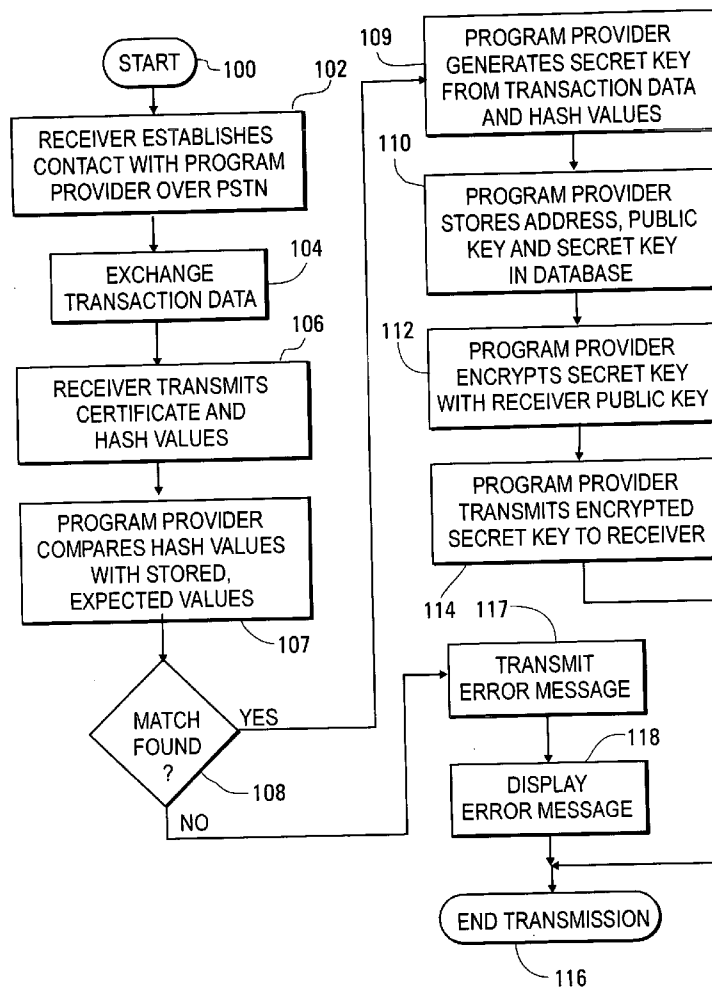 START
100
102
RECEIVER ESTABLISHES
CONTACT WITH PROGRAM
PROVIDER OVER PSTN
EXCHANGE
TRANSACTION DATA
104
106
RECEIVER TRANSMITS
CERTIFICATE AND
HASH VALUES
PROGRAM PROVIDER
COMPARES HASH VALUES
WITH STORED,
EXPECTED VALUES
107
MATCH
FOUND
?
YES
108
NO
109
PROGRAM PROVIDER
GENERATES SECRET KEY
FROM TRANSACTION DATA
AND HASH VALUES
110
PROGRAM PROVIDER
STORES ADDRESS, PUBLIC
KEY AND SECRET KEY
IN DATABASE
112
PROGRAM PROVIDER
ENCRYPTS SECRET KEY
WITH RECEIVER PUBLIC KEY
PROGRAM PROVIDER
TRANSMITS ENCRYPTED
SECRET KEY TO RECEIVER
114
117
TRANSMIT
ERROR MESSAGE
118
DISPLAY
ERROR MESSAGE
END TRANSMISSION
116